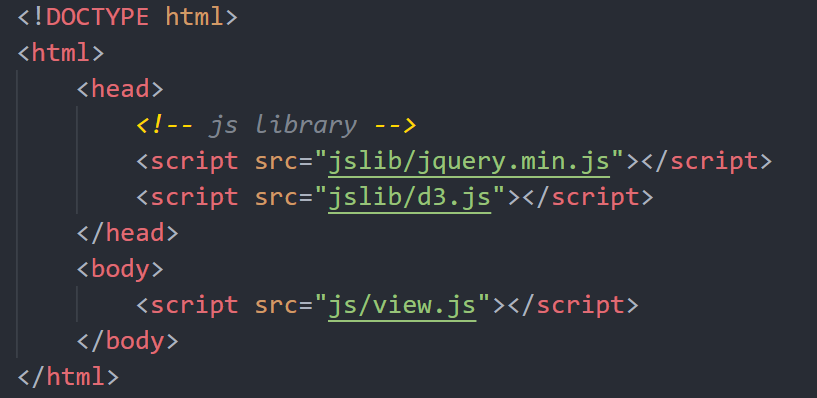 <!DOCTYPE html>
<html>
    <head>
        <!-- js library -->
        <script src="jslib/jquery.min.js"></script>
        <script src="jslib/d3.js"></script>
    </head>
    <body>
        <script src="js/view.js"></script>
    </body>
</html>